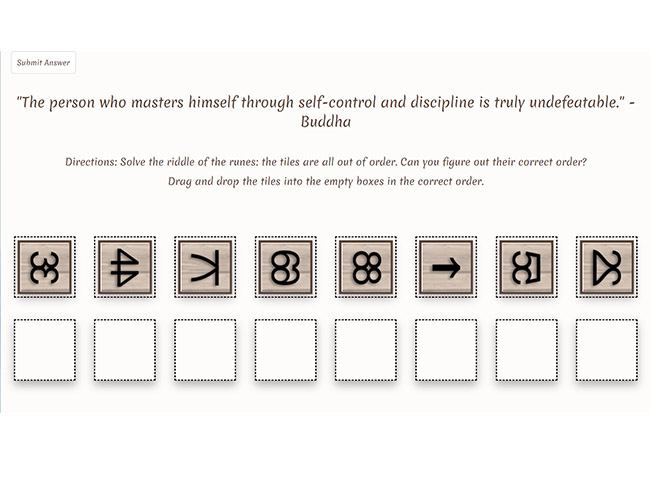 Submit Answer
"The person who masters himself through self-control and discipline is truly undefeatable." -
Buddha
Directions: Solve the riddle of the runes: the tiles are all out of order. Can you figure out their correct order?
Drag and drop the tiles into the empty boxes in the correct order.